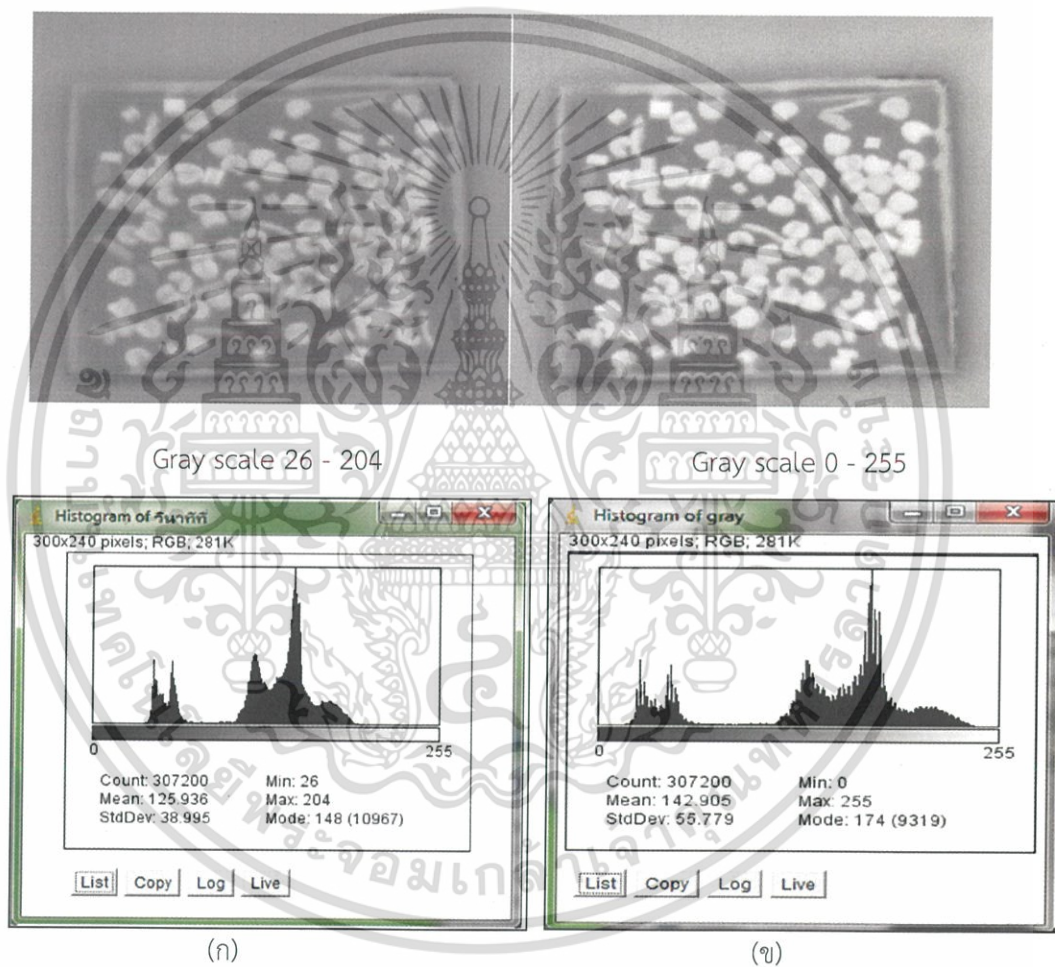 Gray scale 26 - 204
Gray scale 0 - 255
Histogram of วินาทีที่
300x240 pixels; RGB; 281K
0 255
Count: 307200 Min: 26
Mean: 125.936 Max: 204
StdDev: 38.995 Mode: 148 (10967)
List Copy Log Live
(ก)
Histogram of gray
300x240 pixels; RGB; 281K
0 255
Count: 307200 Min: 0
Mean: 142.905 Max: 255
StdDev: 55.779 Mode: 174 (9319)
List Copy Log Live
(ข)